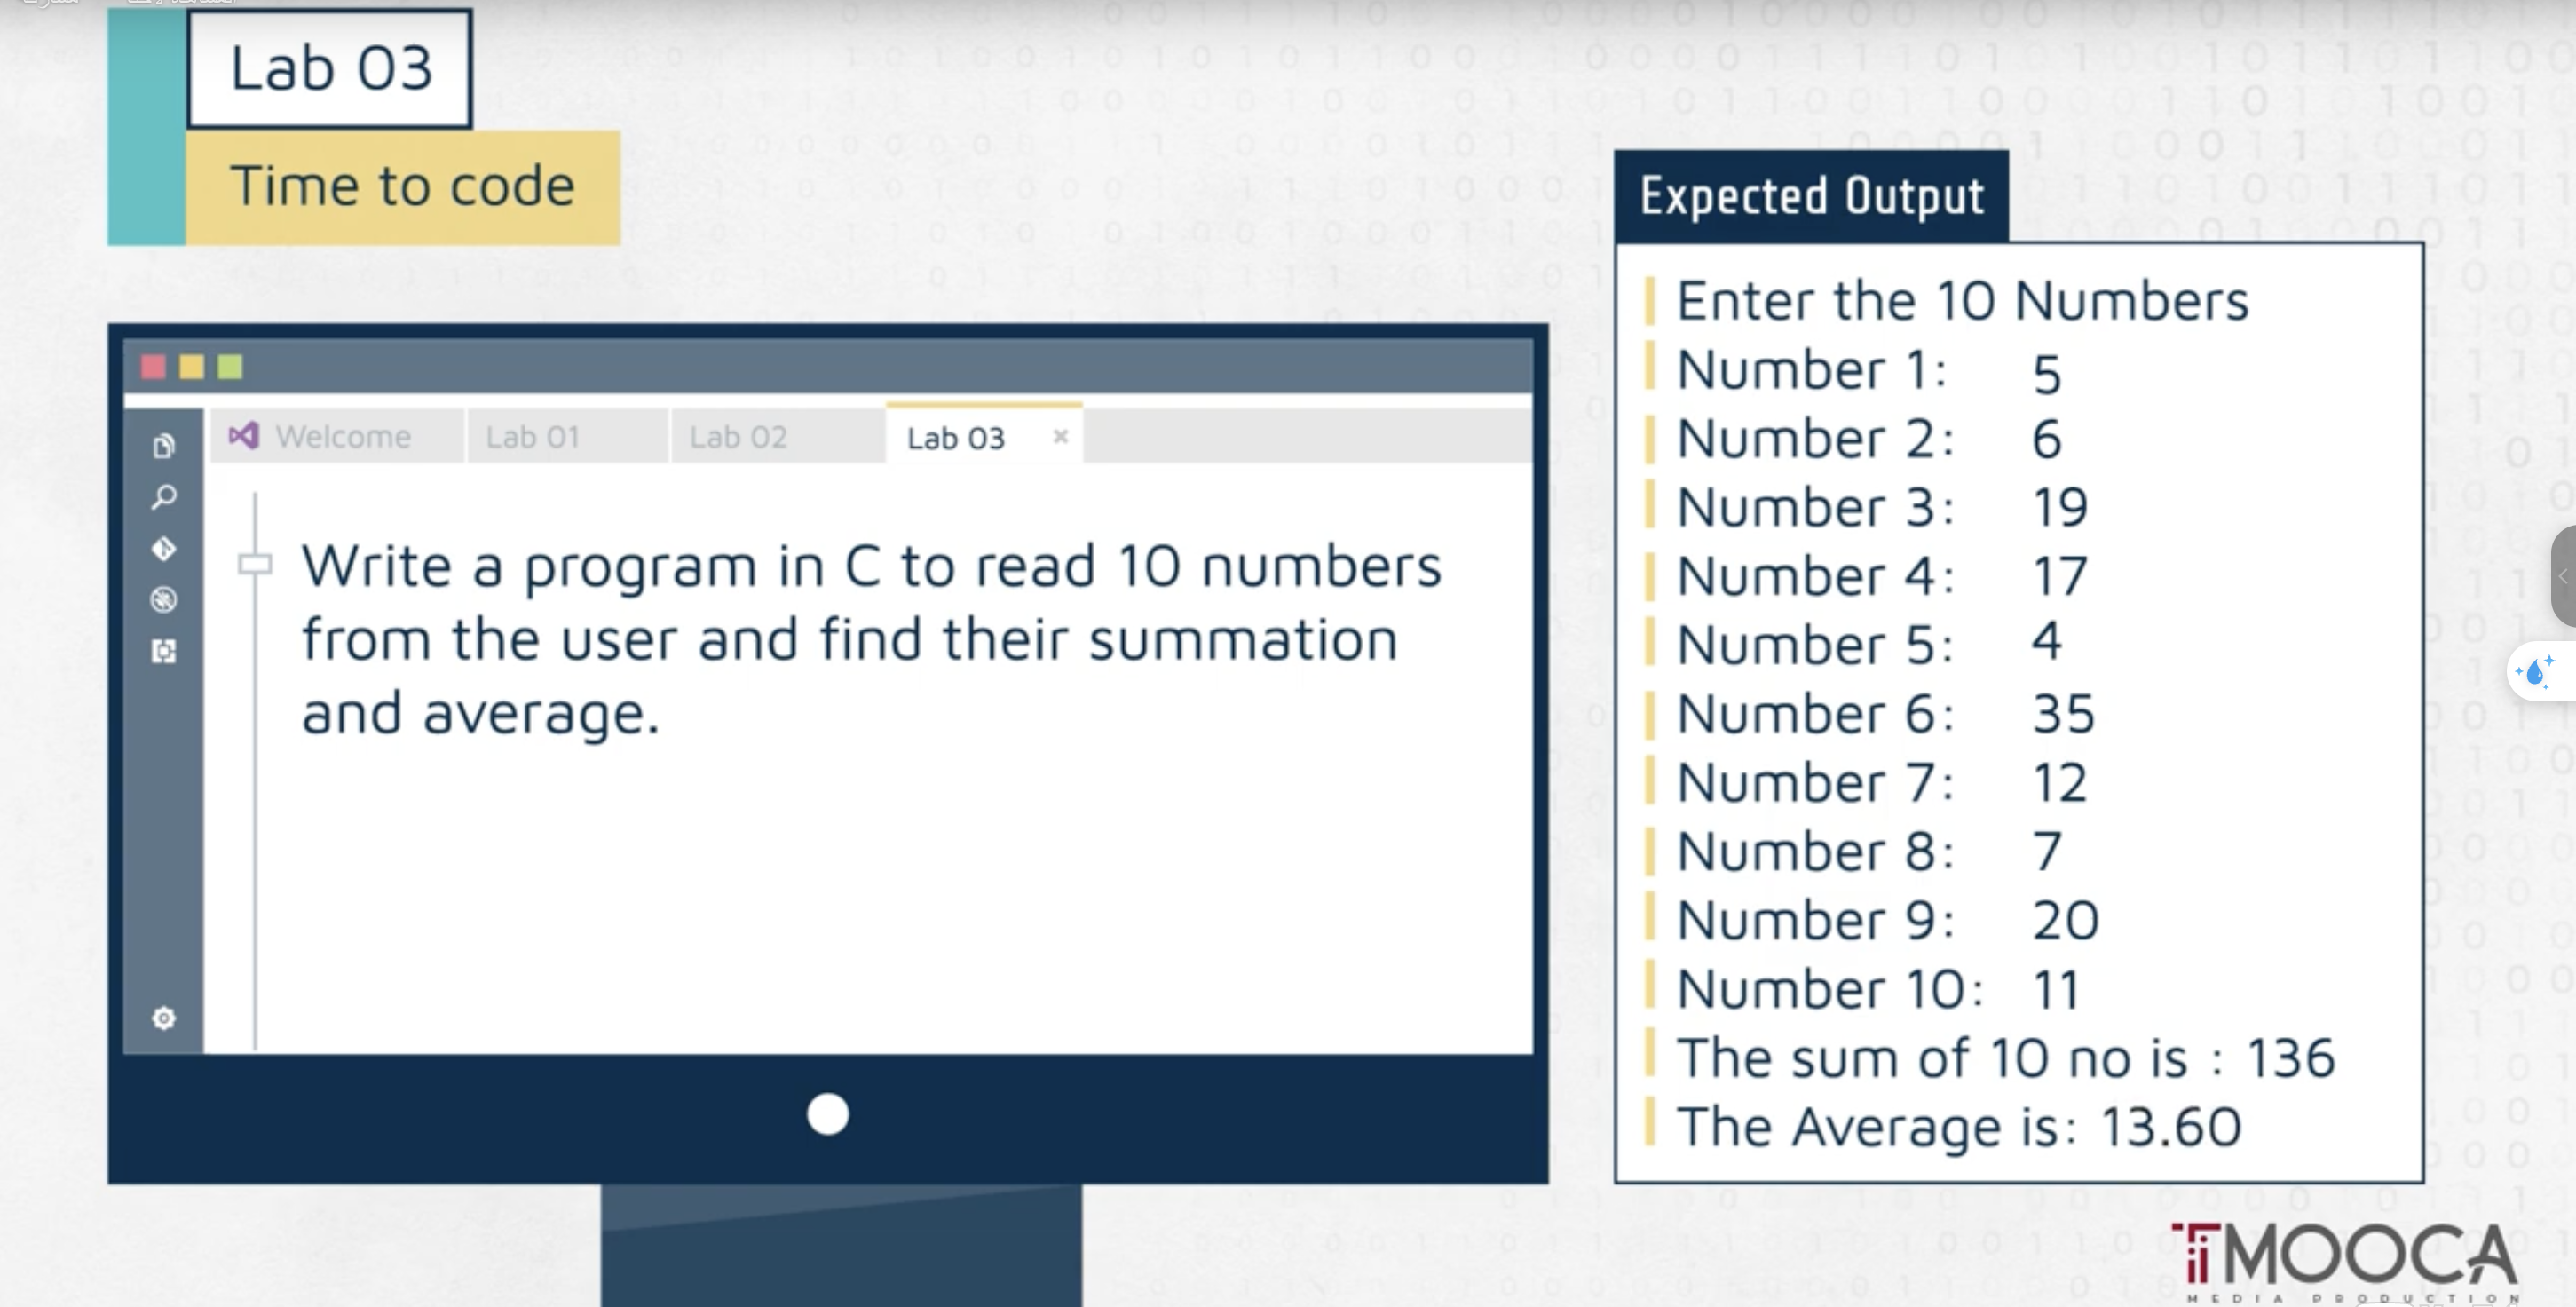 Lab 03
Time to code
Welcome
Lab 01
Lab 02
Lab 03
Write a program in C to read 10 numbers
from the user and find their summation
and average.
Expected Output
Enter the 10 Numbers
Number 1: 5
Number 2: 6
Number 3: 19
Number 4: 17
Number 5: 4
Number 6: 35
Number 7: 12
Number 8: 7
Number 9: 20
Number 10: 11
The sum of 10 no is : 136
The Average is: 13.60
iTiMOOCA
MEDIA PRODUCTION